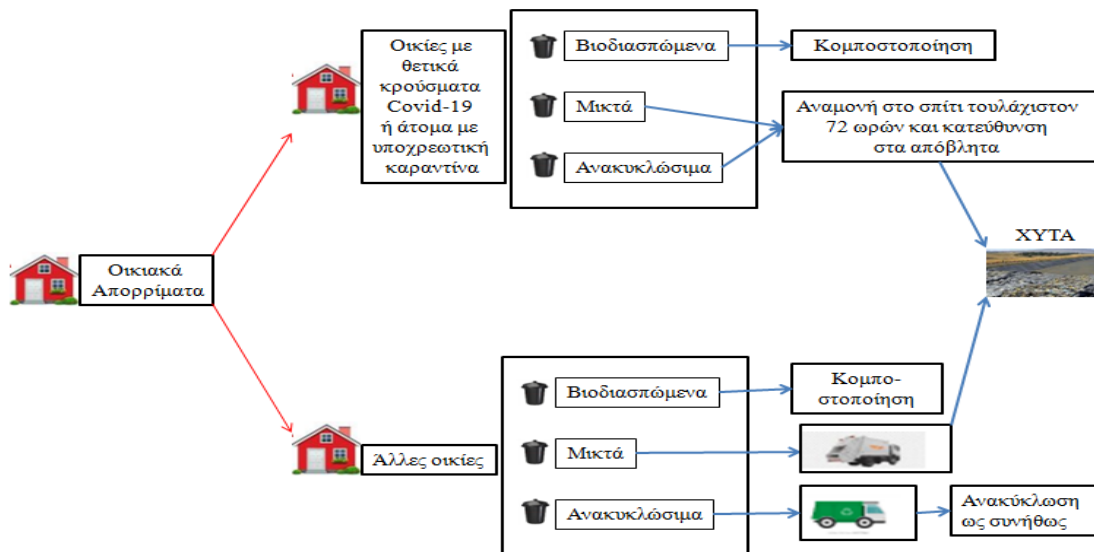 Οικίες με
θετικά
κρούσματα
Covid-19
ή άτομα με
υποχρεωτική
καραντίνα
Βιοδιασπώμενα
Κομποστοποίηση
Μικτά
Αναμονή στο σπίτι τουλάχιστον
72 ωρών και κατεύθυνση
στα απόβλητα
Ανακυκλώσιμα
ΧΥΤΑ
Οικιακά
Απορρίματα
Βιοδιασπώμενα
Κομπο-
στοποίηση
Άλλες οικίες
Μικτά
Ανακυκλώσιμα
Ανακύκλωση
ως συνήθως